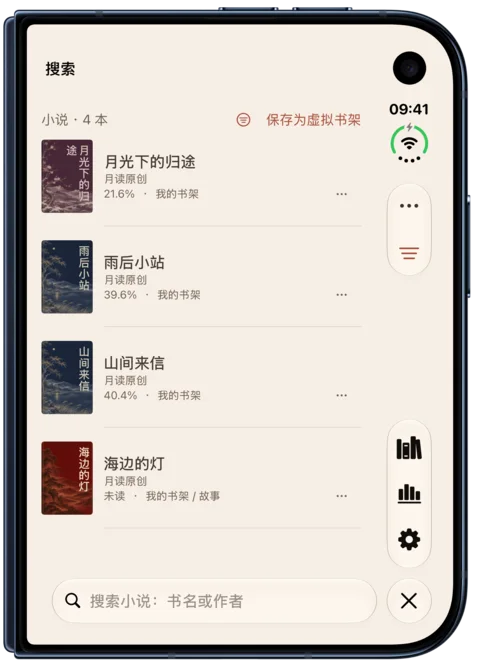 搜索
09:41
小说 · 4 本
保存为虚拟书架
月光下的归途
月光下的归途
月读原创
21.6% · 我的书架
雨后小站
雨后小站
月读原创
39.6% · 我的书架
山间来信
山间来信
月读原创
40.4% · 我的书架
海边的灯
海边的灯
月读原创
未读 · 我的书架 / 故事
搜索小说：书名或作者